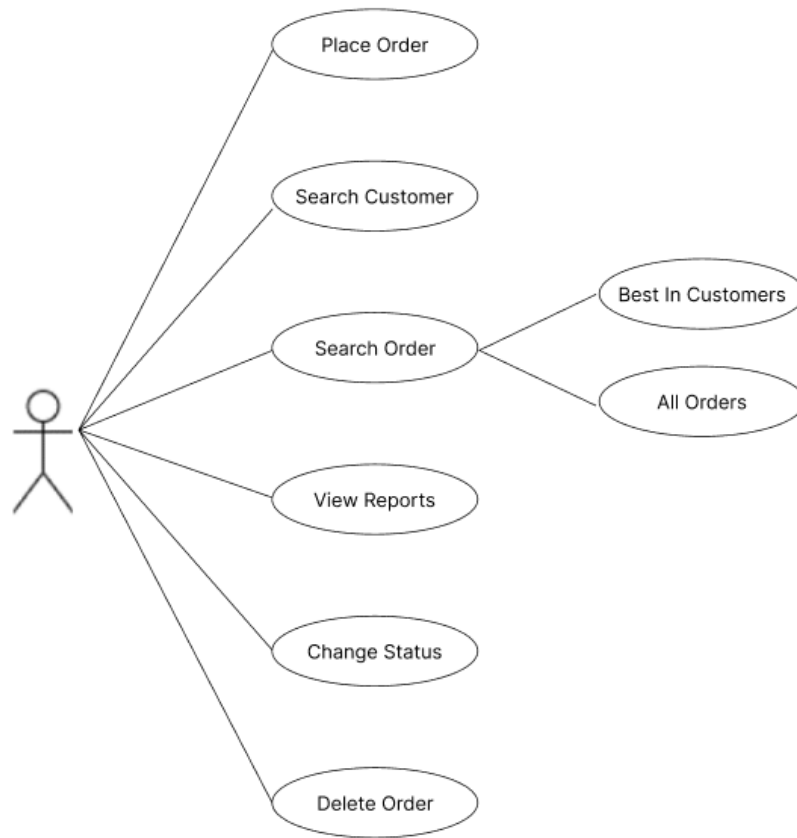 Place Order
Search Customer
Search Order
Best In Customers
All Orders
View Reports
Change Status
Delete Order